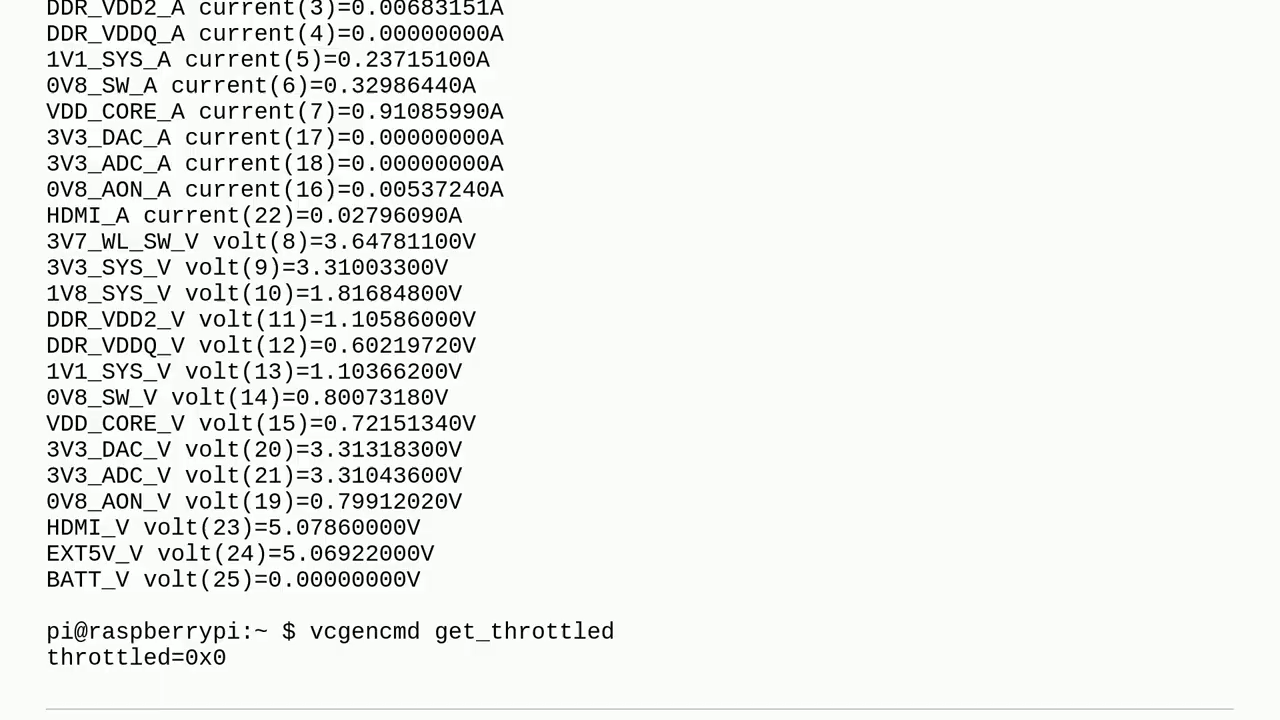 DDR_VDD2_A current(3)=0.00683151A
DDR_VDDQ_A current(4)=0.00000000A
1V1_SYS_A current(5)=0.23715100A
0V8_SW_A current(6)=0.32986440A
VDD_CORE_A current(7)=0.91085990A
3V3_DAC_A current(17)=0.00000000A
3V3_ADC_A current(18)=0.00000000A
0V8_AON_A current(16)=0.00537240A
HDMI_A current(22)=0.02796090A
3V7_WL_SW_V volt(8)=3.64781100V
3V3_SYS_V volt(9)=3.31003300V
1V8_SYS_V volt(10)=1.81684800V
DDR_VDD2_V volt(11)=1.10586000V
DDR_VDDQ_V volt(12)=0.60219720V
1V1_SYS_V volt(13)=1.10366200V
0V8_SW_V volt(14)=0.80073180V
VDD_CORE_V volt(15)=0.72151340V
3V3_DAC_V volt(20)=3.31318300V
3V3_ADC_V volt(21)=3.31043600V
0V8_AON_V volt(19)=0.79912020V
HDMI_V volt(23)=5.07860000V
EXT5V_V volt(24)=5.06922000V
BATT_V volt(25)=0.00000000V
pi@raspberrypi:~ $ vcgencmd get_throttled
throttled=0x0